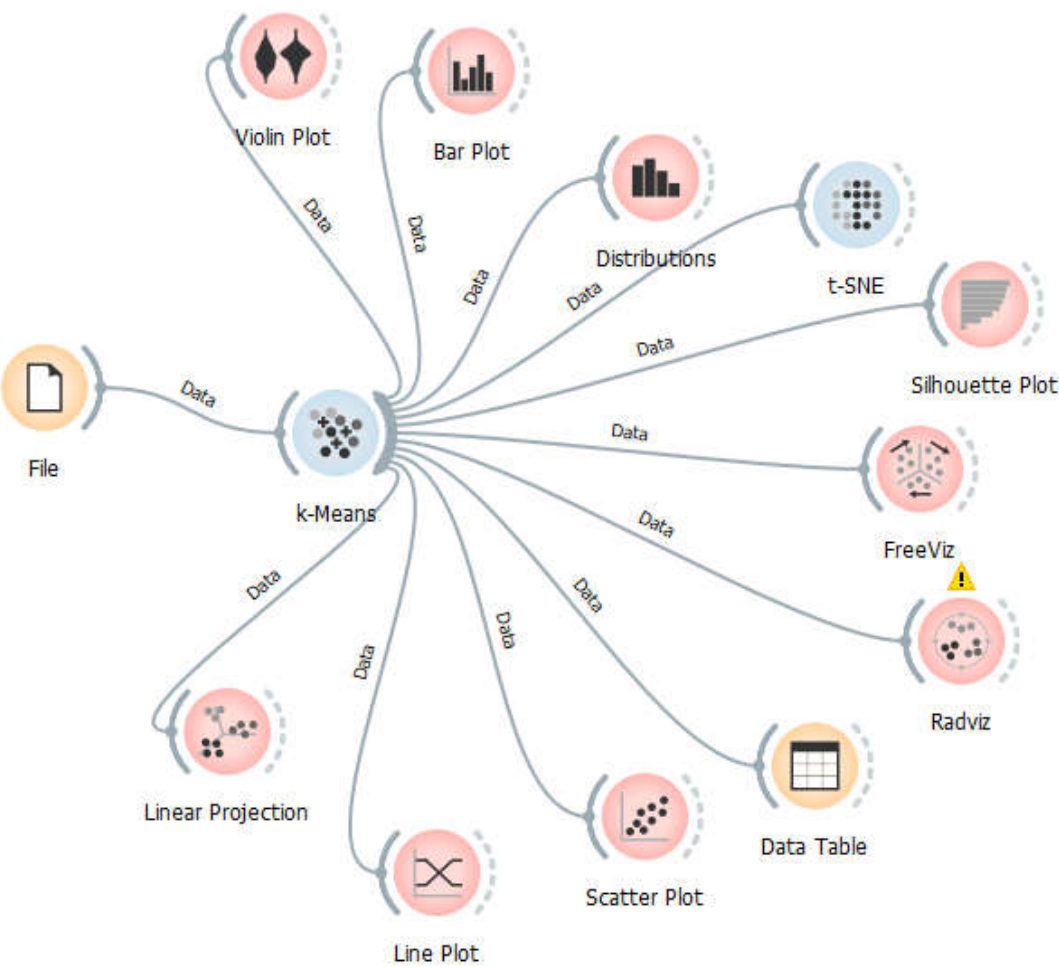 Violin Plot
Bar Plot
Distributions
t-SNE
Silhouette Plot
Data
Data
Data
Data
Data
Data
File
Data
k-Means
FreeViz
Data
Data
Data
Data
Data
Radviz
Linear Projection
Data Table
Scatter Plot
Line Plot